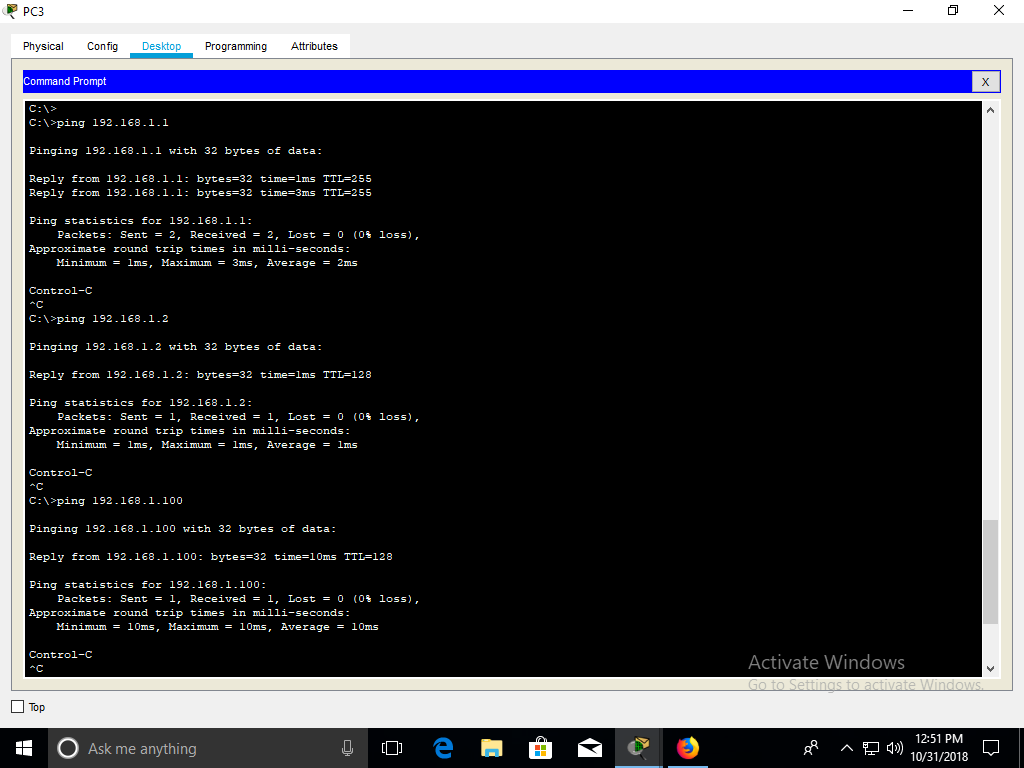 PC3
Physical Config Desktop Programming Attributes
Command Prompt X
C:\>
C:\>ping 192.168.1.1
Pinging 192.168.1.1 with 32 bytes of data:
Reply from 192.168.1.1: bytes=32 time=1ms TTL=255
Reply from 192.168.1.1: bytes=32 time=3ms TTL=255
Ping statistics for 192.168.1.1:
Packets: Sent = 2, Received = 2, Lost = 0 (0% loss),
Approximate round trip times in milli-seconds:
Minimum = 1ms, Maximum = 3ms, Average = 2ms
Control-C
^C
C:\>ping 192.168.1.2
Pinging 192.168.1.2 with 32 bytes of data:
Reply from 192.168.1.2: bytes=32 time=1ms TTL=128
Ping statistics for 192.168.1.2:
Packets: Sent = 1, Received = 1, Lost = 0 (0% loss),
Approximate round trip times in milli-seconds:
Minimum = 1ms, Maximum = 1ms, Average = 1ms
Control-C
^C
C:\>ping 192.168.1.100
Pinging 192.168.1.100 with 32 bytes of data:
Reply from 192.168.1.100: bytes=32 time=10ms TTL=128
Ping statistics for 192.168.1.100:
Packets: Sent = 1, Received = 1, Lost = 0 (0% loss),
Approximate round trip times in milli-seconds:
Minimum = 10ms, Maximum = 10ms, Average = 10ms
Control-C
^C
Activate Windows
Go to Settings to activate Windows.
Top
Ask me anything
12:51 PM
10/31/2018